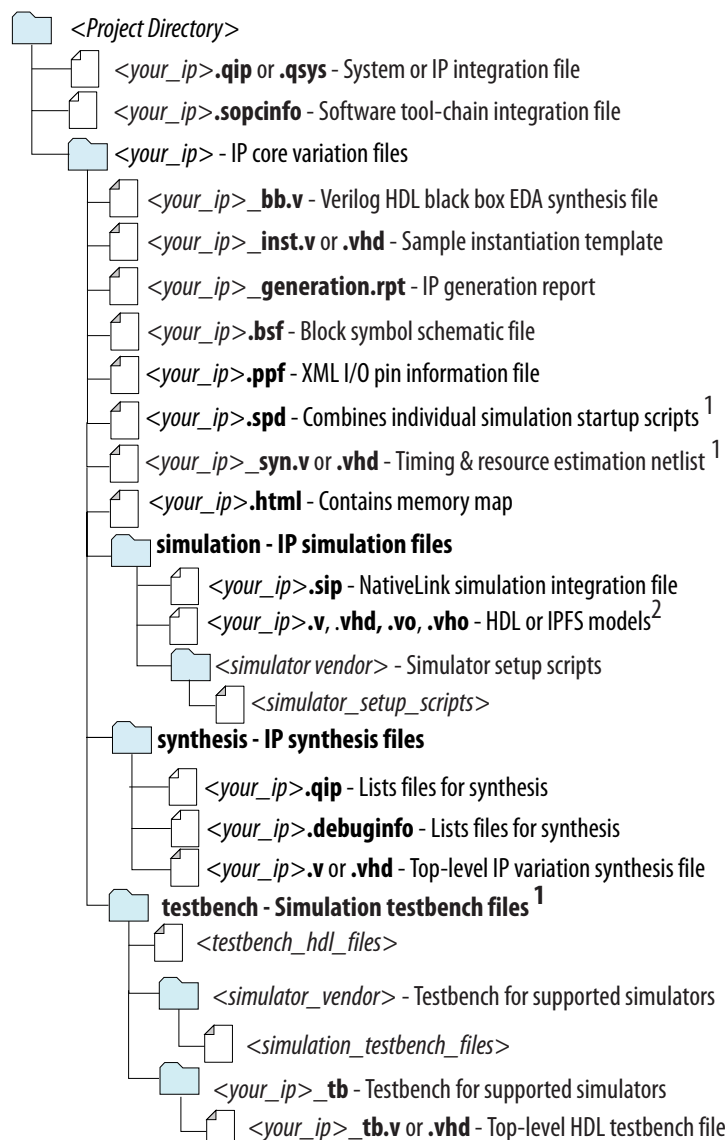 <Project Directory>
<your_ip>.qip or .qsys - System or IP integration file
<your_ip>.sopcinfo - Software tool-chain integration file
<your_ip> - IP core variation files
<your_ip>_bb.v - Verilog HDL black box EDA synthesis file
<your_ip>_inst.v or .vhd - Sample instantiation template
<your_ip>_generation.rpt - IP generation report
<your_ip>.bsf - Block symbol schematic file
<your_ip>.ppf - XML I/O pin information file
<your_ip>.spd - Combines individual simulation startup scripts 1
<your_ip>_syn.v or .vhd - Timing & resource estimation netlist 1
<your_ip>.html - Contains memory map
simulation - IP simulation files
<your_ip>.sip - NativeLink simulation integration file
<your_ip>.v, .vhd, .vo, .vho - HDL or IPFS models2
<simulator vendor> - Simulator setup scripts
<simulator_setup_scripts>
synthesis - IP synthesis files
<your_ip>.qip - Lists files for synthesis
<your_ip>.debuginfo - Lists files for synthesis
<your_ip>.v or .vhd - Top-level IP variation synthesis file
testbench - Simulation testbench files 1
<testbench_hdl_files>
<simulator_vendor> - Testbench for supported simulators
<simulation_testbench_files>
<your_ip>_tb - Testbench for supported simulators
<your_ip>_tb.v or .vhd - Top-level HDL testbench file